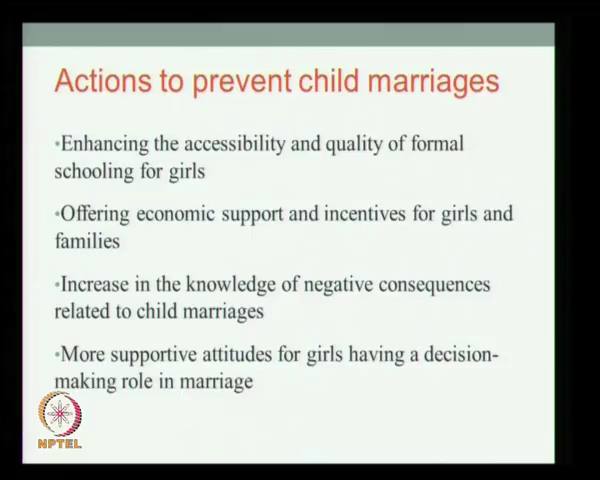 Actions to prevent child marriages
•Enhancing the accessibility and quality of formal
schooling for girls
•Offering economic support and incentives for girls and
families
•Increase in the knowledge of negative consequences
related to child marriages
•More supportive attitudes for girls having a decision-
making role in marriage
NPTEL